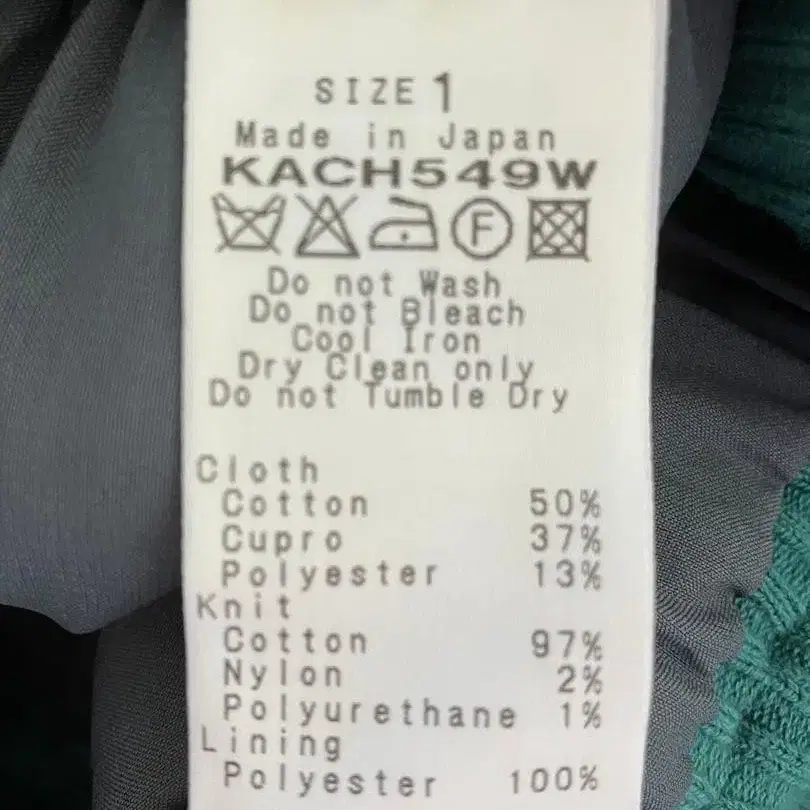 SIZE 1
Made in Japan
KACH549W
F
Do not Wash
Do not Bleach
Cool Iron
Dry Clean only
Do not Tumble Dry
Cloth
Cotton 50%
Cupro 37%
Polyester 13%
Knit
Cotton 97%
Nylon 2%
Polyurethane 1%
Lining
Polyester 100%